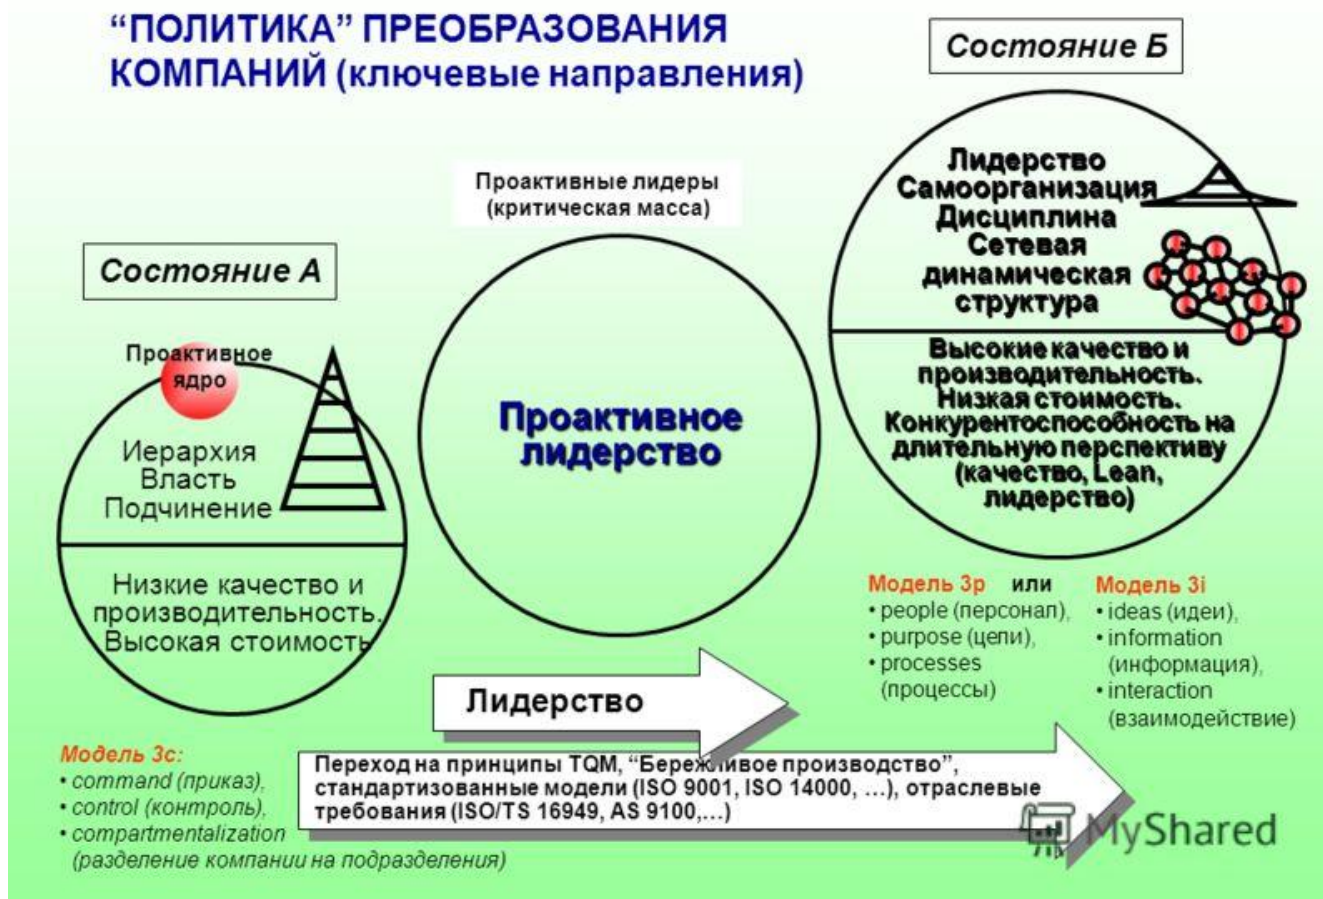 “ПОЛИТИКА” ПРЕОБРАЗОВАНИЯ
КОМПАНИЙ (ключевые направления)
Состояние А
Проактивное
ядро
Иерархия
Власть
Подчинение
Низкие качество и
производительность.
Высокая стоимость
Модель 3с:
• command (приказ),
• control (контроль),
• compartmentalization
(разделение компании на подразделения)
Проактивные лидеры
(критическая масса)
Проактивное
лидерство
Лидерство
Переход на принципы TQM, “Бережливое производство”,
стандартизованные модели (ISO 9001, ISO 14000, …), отраслевые
требования (ISO/TS 16949, AS 9100,…)
Состояние Б
Лидерство
Самоорганизация
Дисциплина
Сетевая
динамическая
структура
Высокие качество и
производительность.
Низкая стоимость.
Конкурентоспособность на
длительную перспективу
(качество, Lean,
лидерство)
Модель 3p или
• people (персонал),
• purpose (цели),
• processes
(процессы)
Модель 3i
• ideas (идеи),
• information
(информация),
• interaction
(взаимодействие)
MyShared